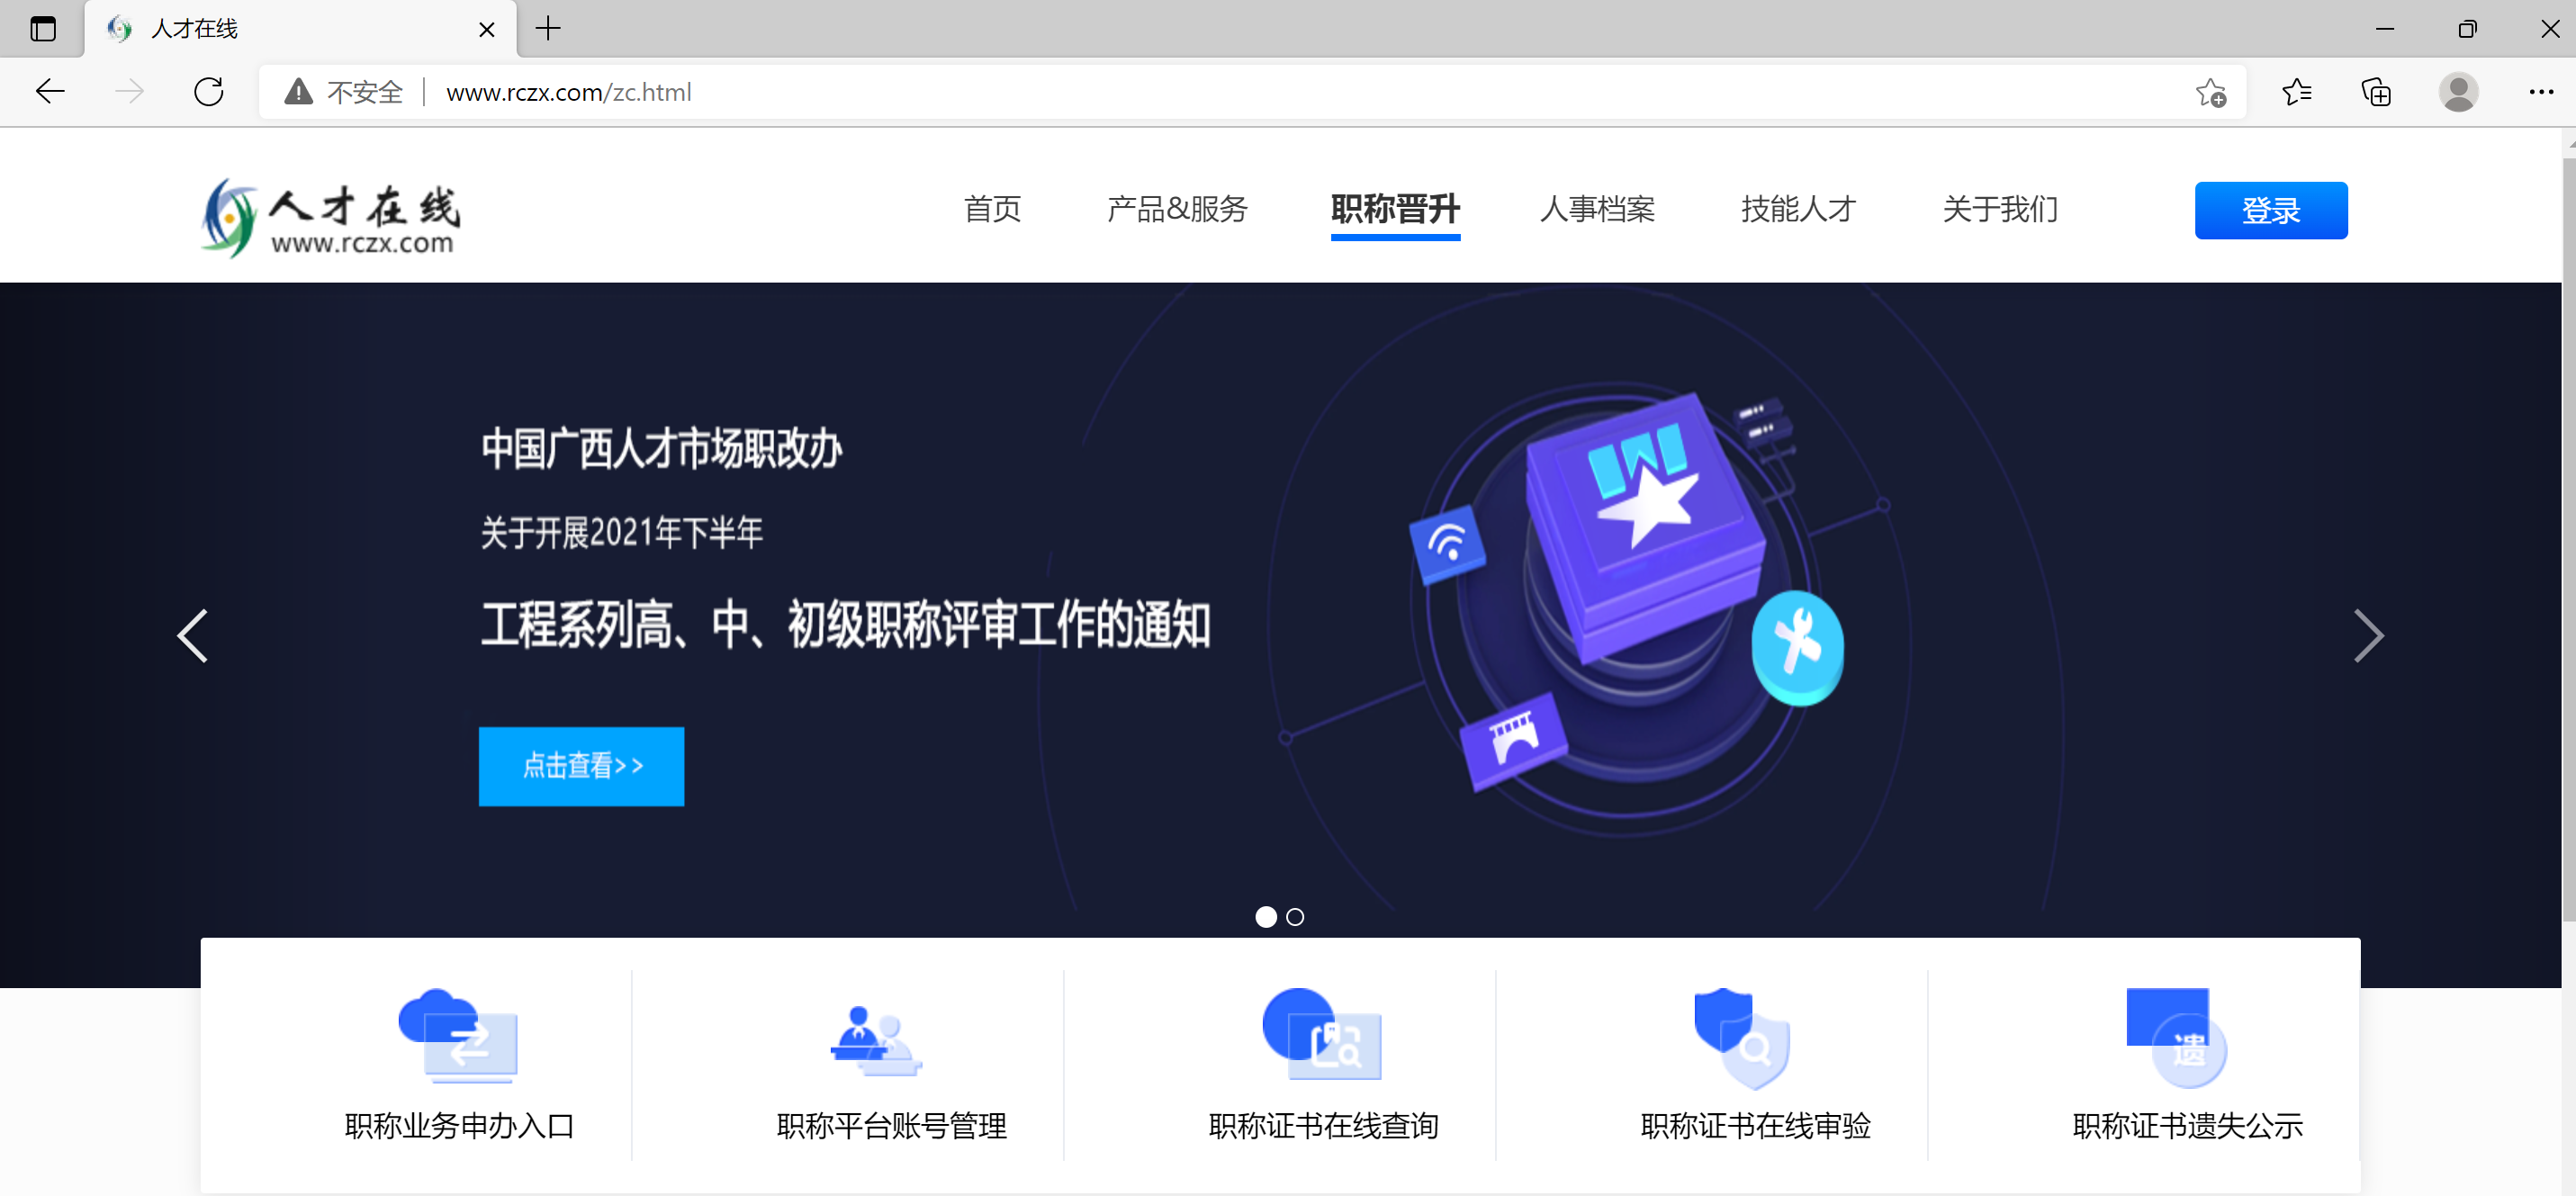 人才在线
不安全 www.rczx.com/zc.html
人才在线
www.rczx.com
首页 产品&服务 职称晋升 人事档案 技能人才 关于我们 登录
中国广西人才市场职改办
关于开展2021年下半年
工程系列高、中、初级职称评审工作的通知
点击查看>>
遗
职称业务申办入口 职称平台账号管理 职称证书在线查询 职称证书在线审验 职称证书遗失公示